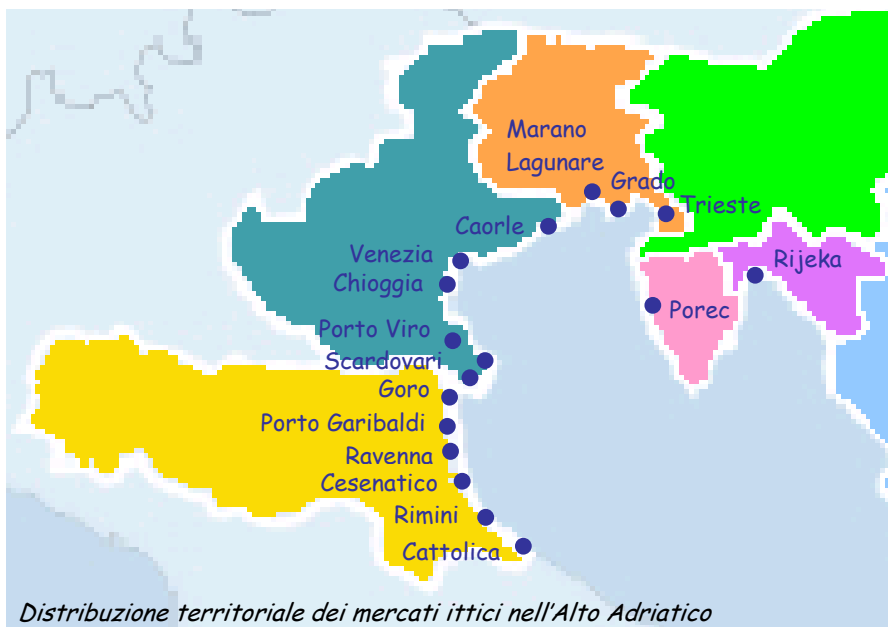 Marano
Lagunare
Grado
Trieste
Caorle
Venezia
Rijeka
Chioggia
Porec
Porto Viro
Scardovari
Goro
Porto Garibaldi
Ravenna
Cesenatico
Rimini
Cattolica
Distribuzione territoriale dei mercati ittici nell'Alto Adriatico